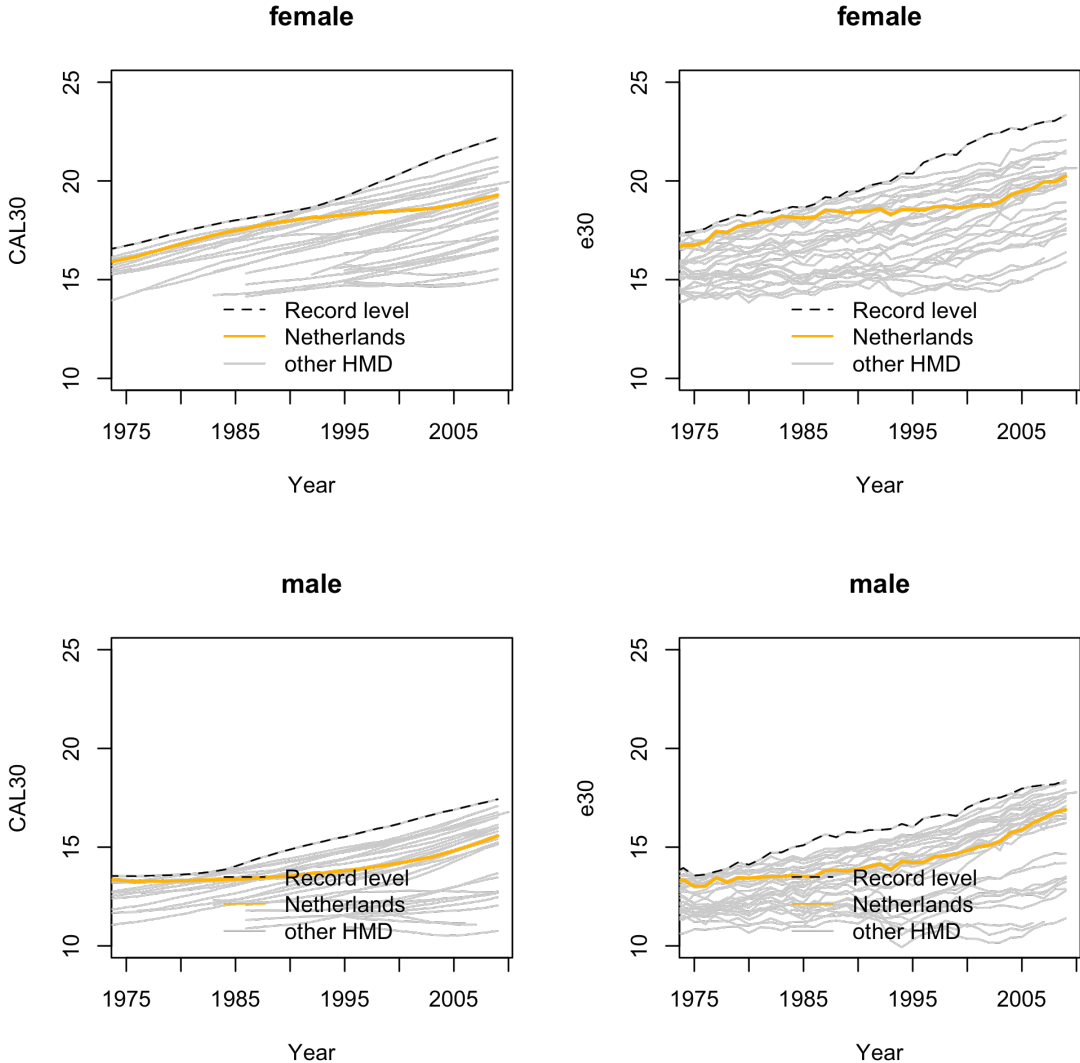 female
CAL30
25
20
15
10
Record level
Netherlands
other HMD
1975 1985 1995 2005
Year
female
e30
25
20
15
10
Record level
Netherlands
other HMD
1975 1985 1995 2005
Year
male
CAL30
25
20
15
10
Record level
Netherlands
other HMD
1975 1985 1995 2005
Year
male
e30
25
20
15
10
Record level
Netherlands
other HMD
1975 1985 1995 2005
Year